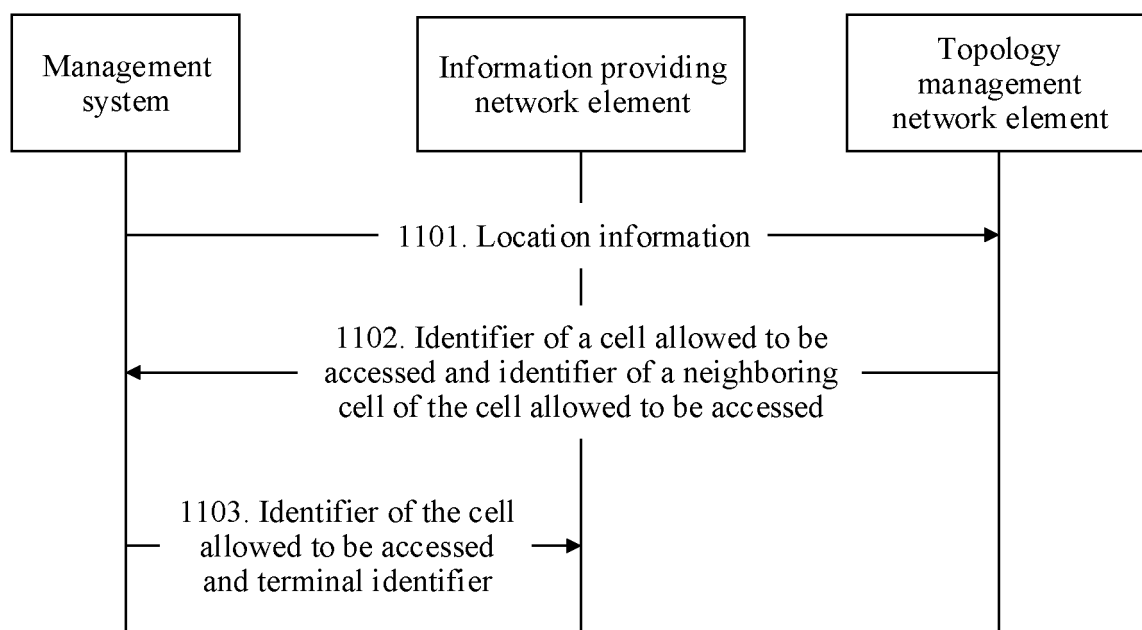 Management
system
Information providing
network element
Topology
management
network element
1101. Location information
1102. Identifier of a cell allowed to be
accessed and identifier of a neighboring
cell of the cell allowed to be accessed
1103. Identifier of the cell
allowed to be accessed
and terminal identifier